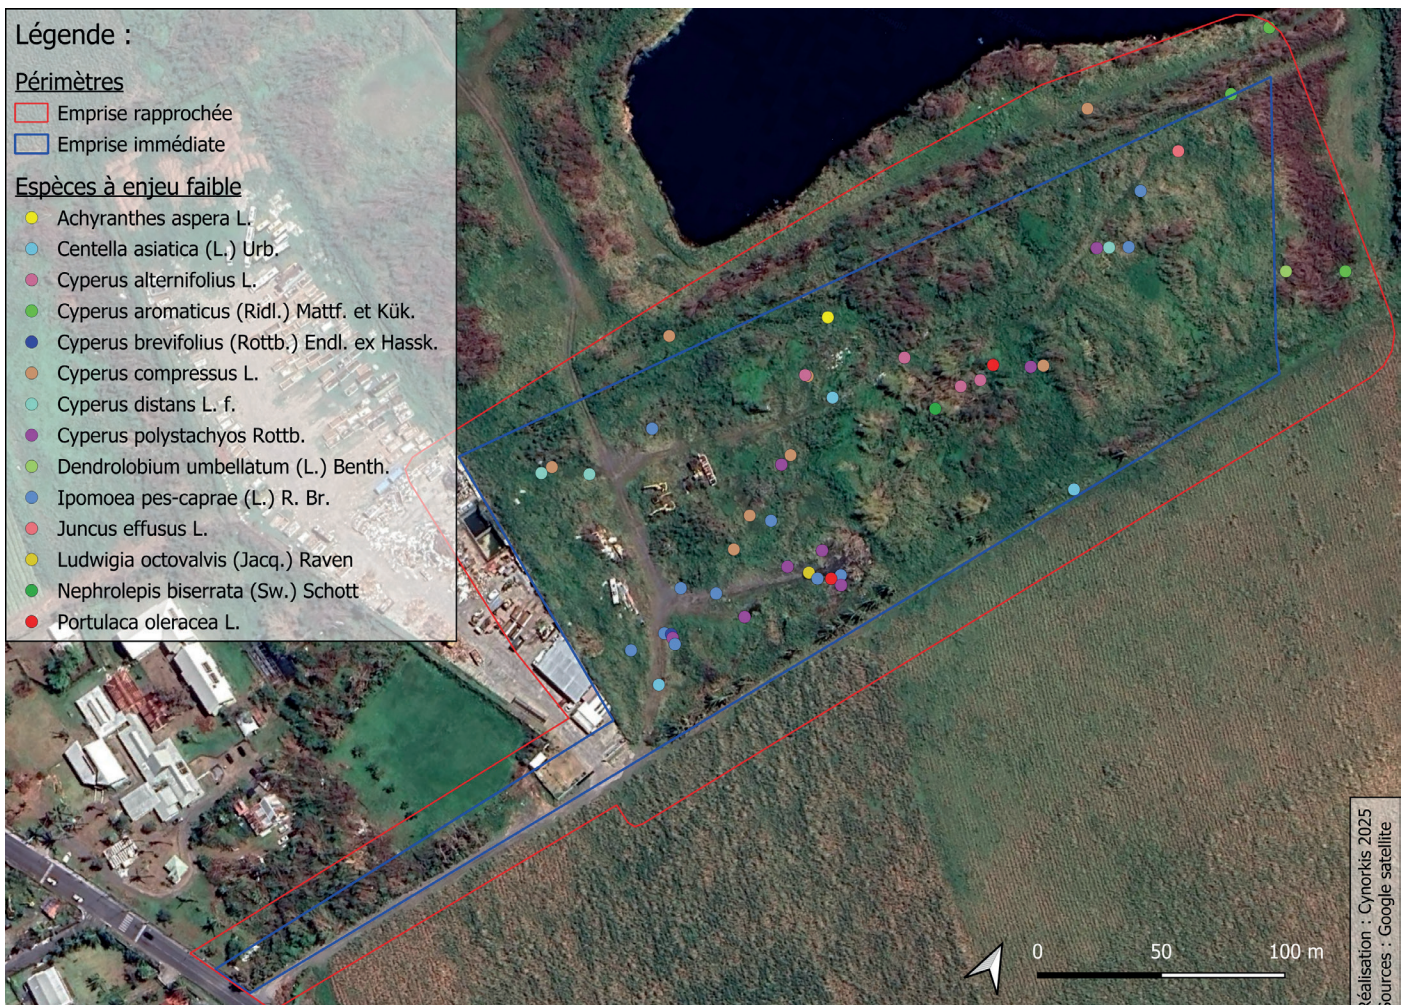 Légende :
Périmètres
Emprise rapprochée
Emprise immédiate
Espèces à enjeu faible
Achyranthes aspera L.
Centella asiatica (L.) Urb.
Cyperus alternifolius L.
Cyperus aromaticus (Ridl.) Mattf. et Kük.
Cyperus brevifolius (Rottb.) Endl. ex Hassk.
Cyperus compressus L.
Cyperus distans L. f.
Cyperus polystachyos Rottb.
Dendrolobium umbellatum (L.) Benth.
Ipomoea pes-caprae (L.) R. Br.
Juncus effusus L.
Ludwigia octovalvis (Jacq.) Raven
Nephrolepis biserrata (Sw.) Schott
Portulaca oleracea L.
0 50 100 m
Réalisation : Cynorkis 2025
Sources : Google satellite